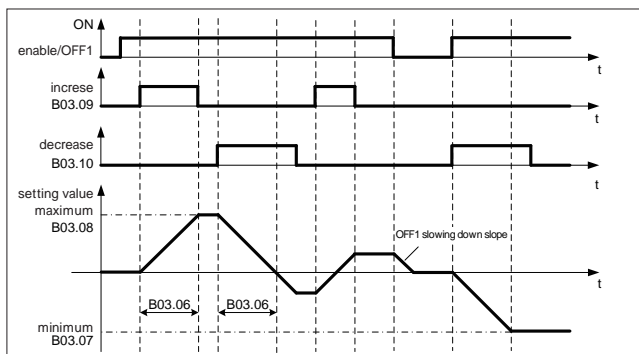 ON
enable/OFF1
t
increse
B03.09
t
decrease
B03.10
t
setting value
maximum
B03.08
OFF1 slowing down slope
t
B03.06
B03.06
minimum
B03.07